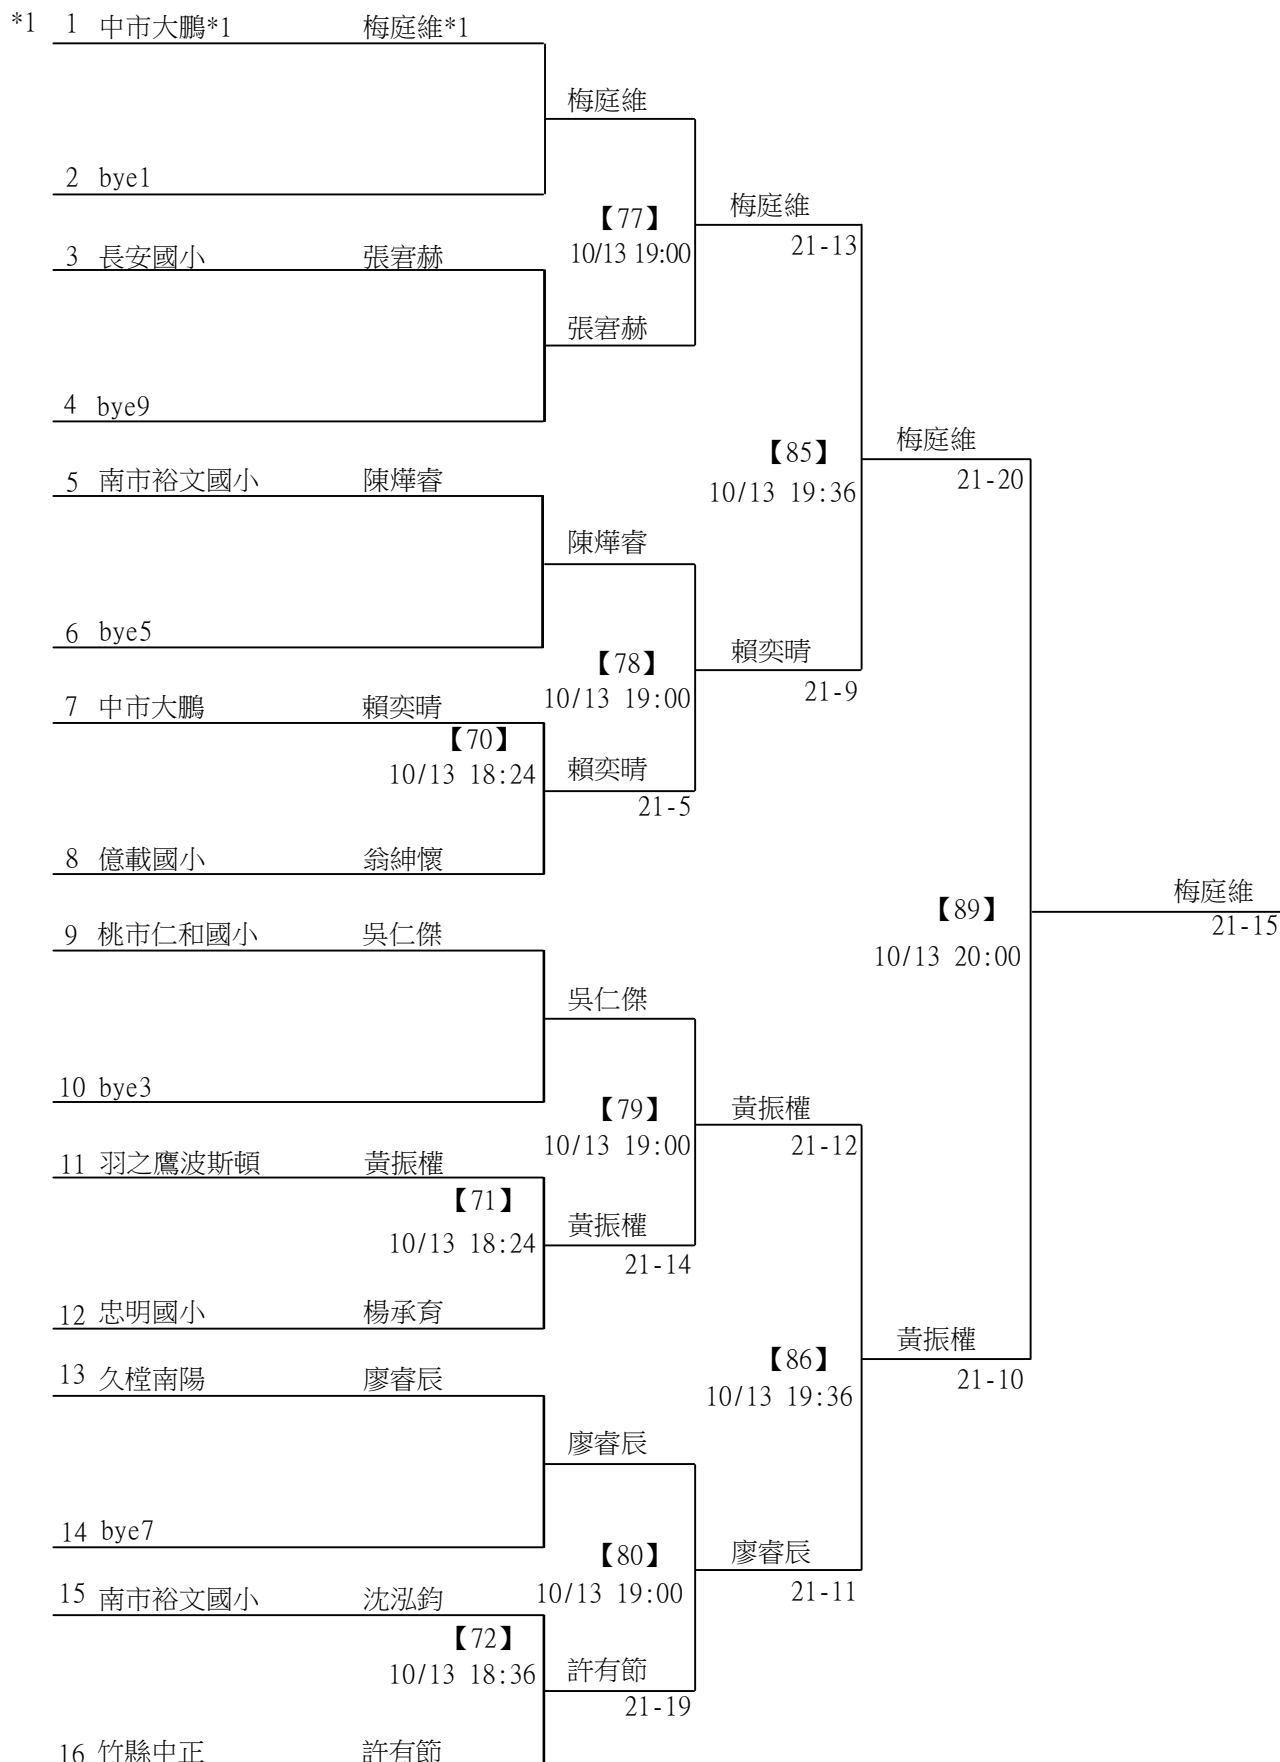 *1 1 中市大鵬*1 梅庭維*1
梅庭維
2 bye1
【77】
梅庭維
10/13 19:00
21-13
3 長安國小 張宭赫
張宭赫
4 bye9
【85】
梅庭維
10/13 19:36
21-20
5 南市裕文國小 陳燁睿
陳燁睿
6 bye5
【78】
賴奕晴
10/13 19:00
21-9
7 中市大鵬 賴奕晴
【70】
10/13 18:24
賴奕晴
21-5
8 億載國小 翁紳懷
【89】
梅庭維
10/13 20:00
21-15
9 桃市仁和國小 吳仁傑
吳仁傑
10 bye3
【79】
黃振權
10/13 19:00
21-12
11 羽之鷹波斯頓 黃振權
【71】
10/13 18:24
黃振權
21-14
12 忠明國小 楊承育
【86】
黃振權
10/13 19:36
21-10
13 久樘南陽 廖睿辰
廖睿辰
14 bye7
【80】
廖睿辰
10/13 19:00
21-11
15 南市裕文國小 沈泓鈞
【72】
10/13 18:36
許有節
21-19
16 竹縣中正 許有節